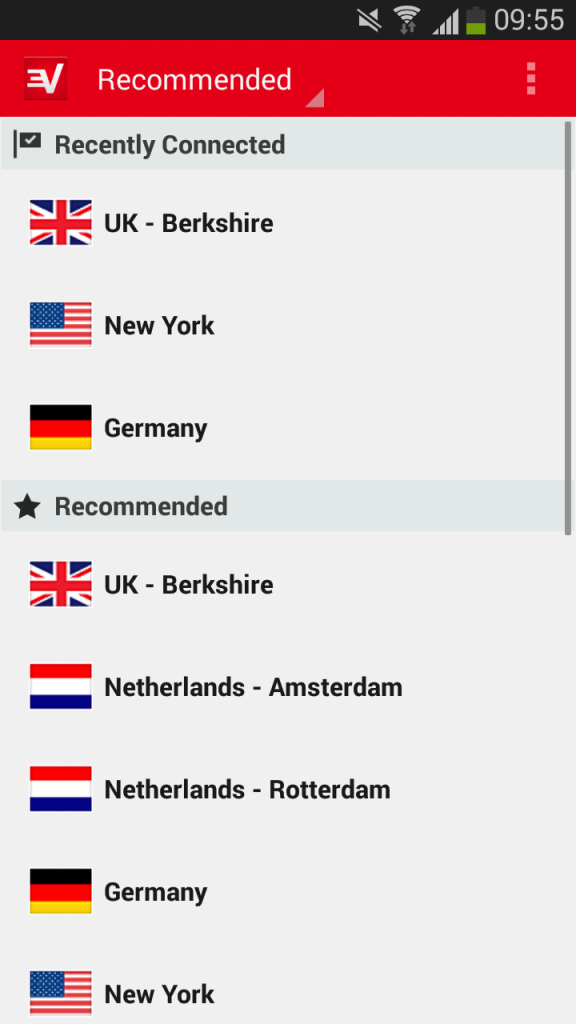 09:55
Recommended
Recently Connected
UK - Berkshire
New York
Germany
Recommended
UK - Berkshire
Netherlands - Amsterdam
Netherlands - Rotterdam
Germany
New York